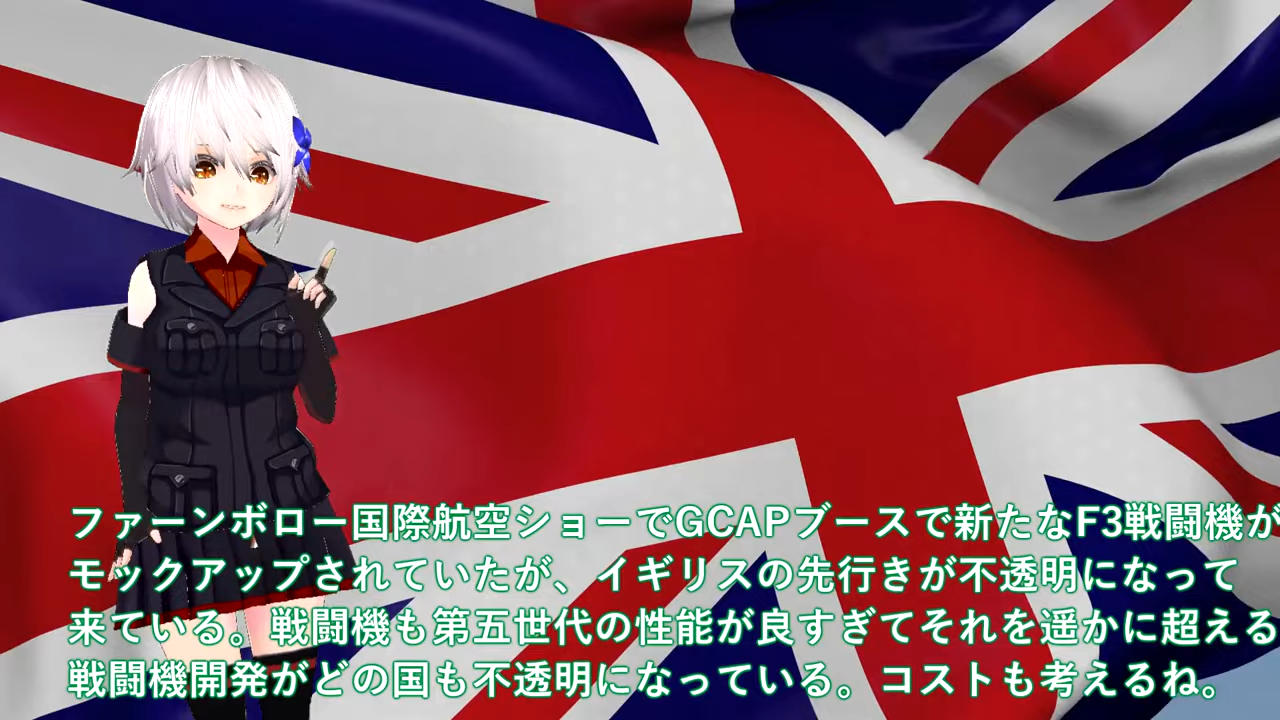 ファーンボロー国際航空ショーでGCAPブースで新たなF3戦闘機が
モックアップされていたが、イギリスの先行きが不透明になって
来ている。戦闘機も第五世代の性能が良すぎてそれを遥かに超える
戦闘機開発がどの国も不透明になっている。コストも考えるね。